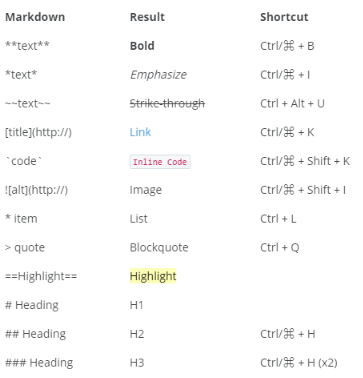 Markdown Result Shortcut
**text** Bold Ctrl/⌘ + B
*text* Emphasize Ctrl/⌘ + I
~~text~~ Strike-through Ctrl + Alt + U
[title](http://) Link Ctrl/⌘ + K
`code` Inline Code Ctrl/⌘ + Shift + K
![alt](http://) Image Ctrl/⌘ + Shift + I
* item List Ctrl + L
> quote Blockquote Ctrl + Q
==Highlight== Highlight
# Heading H1
## Heading H2 Ctrl/⌘ + H
### Heading H3 Ctrl/⌘ + H (x2)